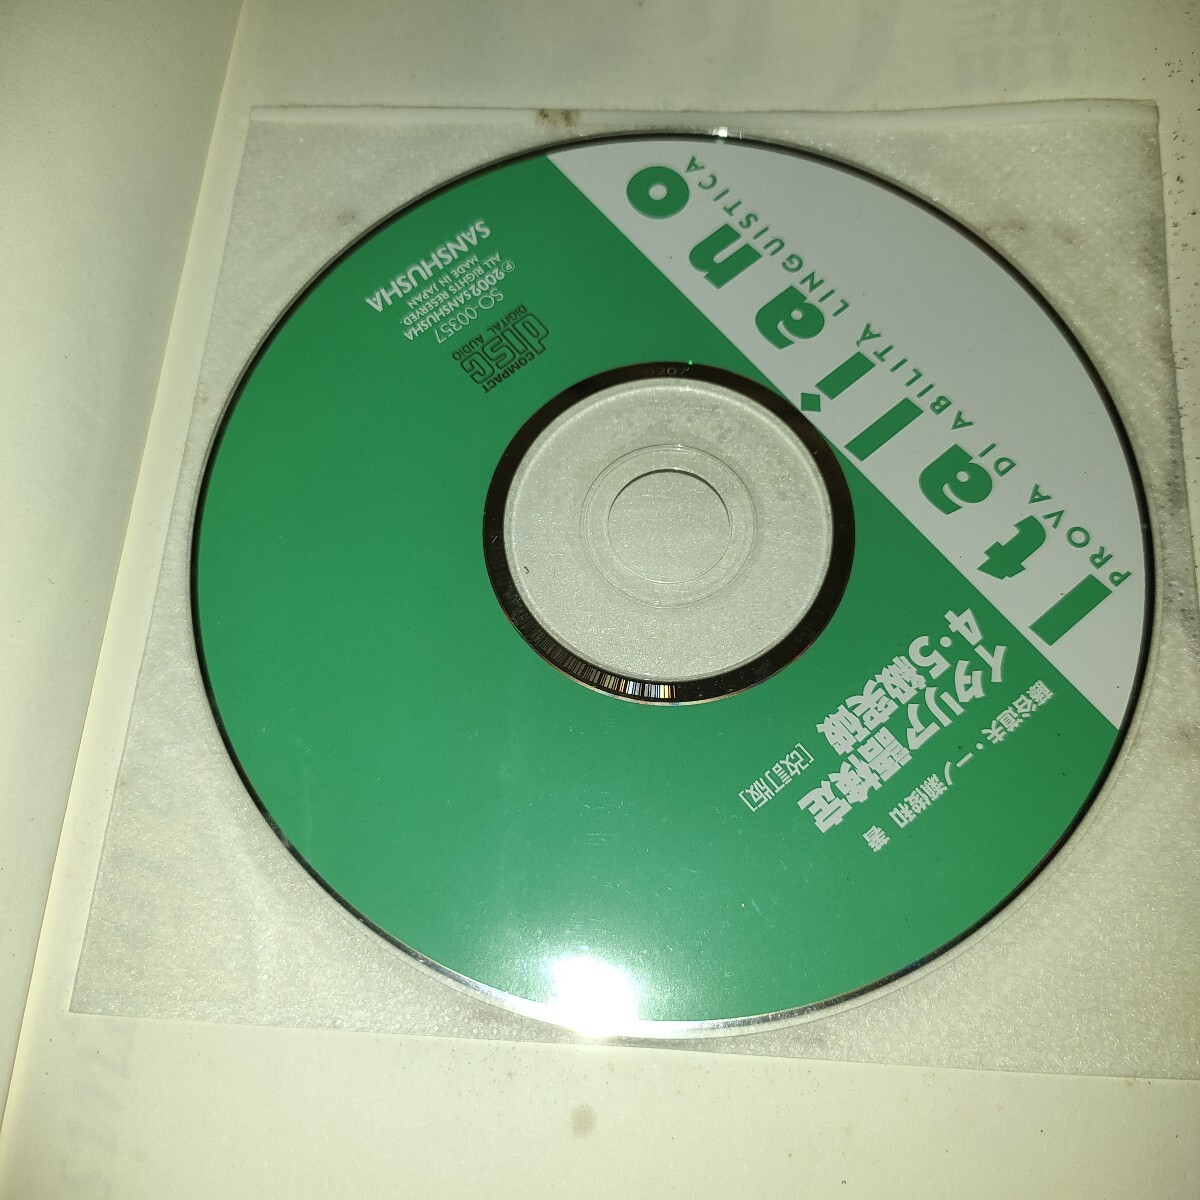 Italiano
PROVA DI ABILITÀ LINGUISTICA
イタリア語検定
4・5級突破 [改訂版]
藤谷道夫・一ノ瀬俊和 著
COMPACT
disc
DIGITAL AUDIO
SO-00357
℗2002SANSHUSHA
ALL RIGHTS RESERVED.
MADE IN JAPAN
SANSHUSHA